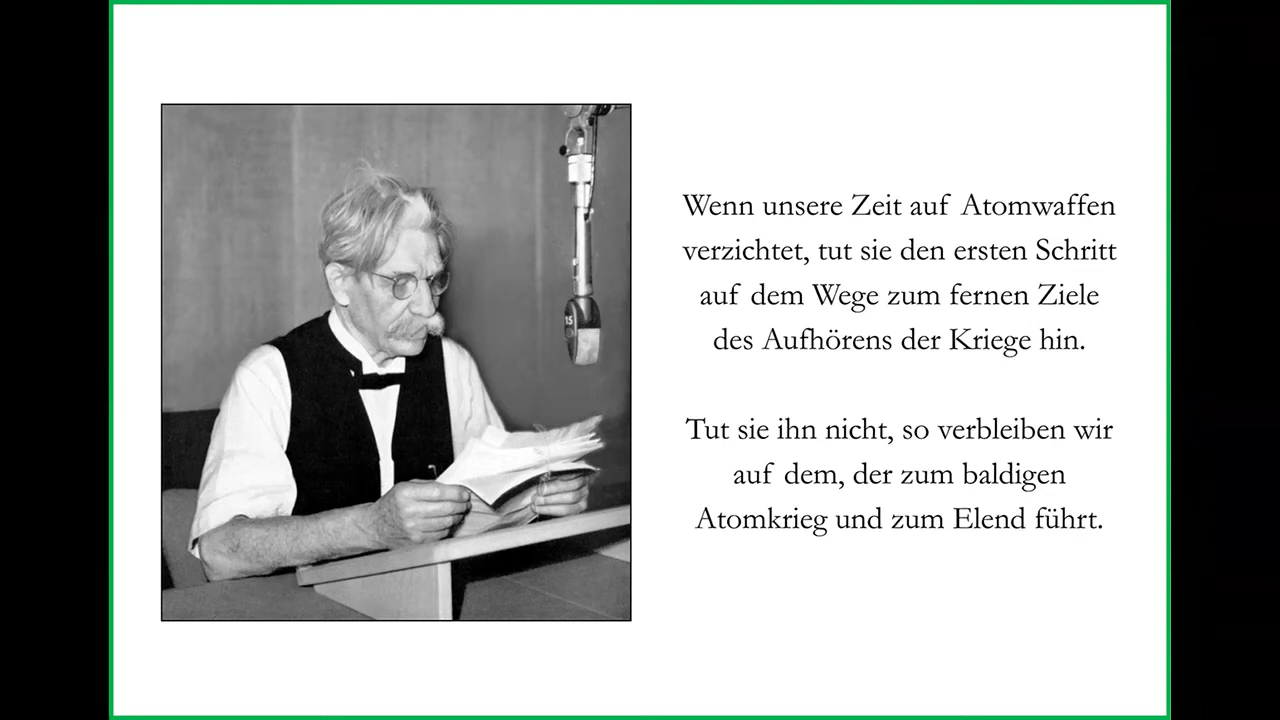 Wenn unsere Zeit auf Atomwaffen
verzichtet, tut sie den ersten Schritt
auf dem Wege zum fernen Ziele
des Aufhörens der Kriege hin.
Tut sie ihn nicht, so verbleiben wir
auf dem, der zum baldigen
Atomkrieg und zum Elend führt.
15